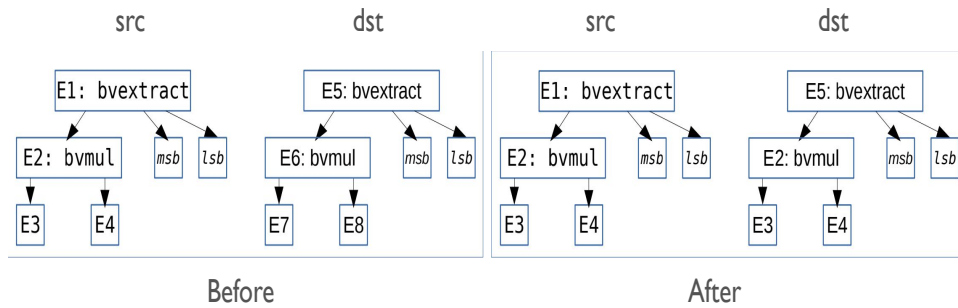 src dst src dst
E1: bvextract E5: bvextract E1: bvextract E5: bvextract
E2: bvmul msb lsb E6: bvmul msb lsb E2: bvmul msb lsb E2: bvmul msb lsb
E3 E4 E7 E8 E3 E4 E3 E4
Before After